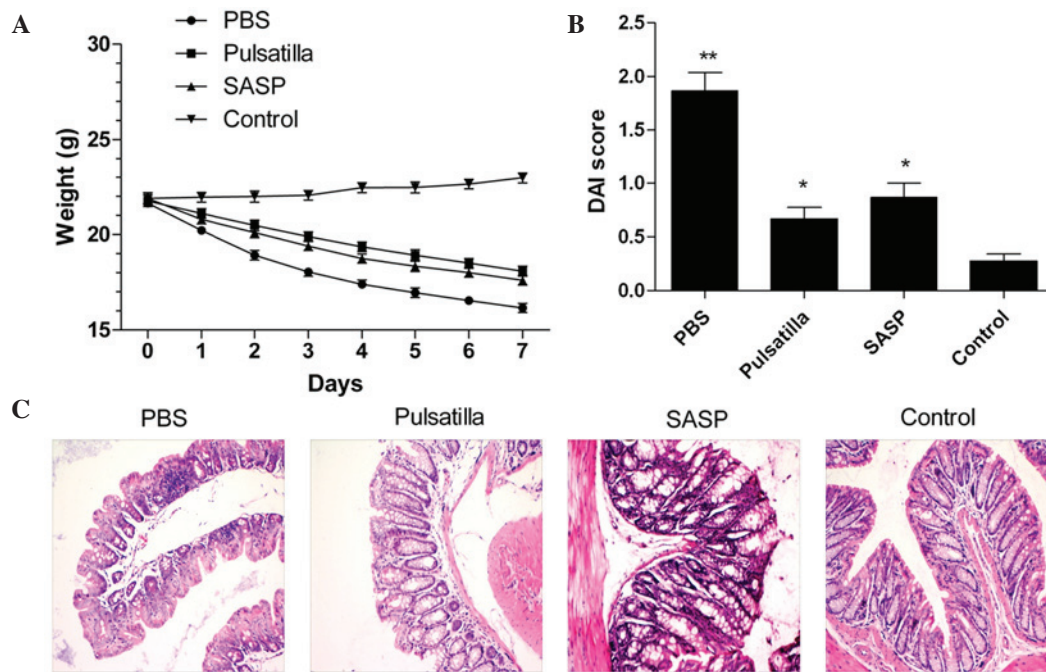 A
PBS
Pulsatilla
SASP
Control
30
25
20
15
Weight (g)
0 1 2 3 4 5 6 7
Days
B
2.5
2.0
1.5
1.0
0.5
0.0
DAI score
**
*
*
PBS
Pulsatilla
SASP
Control
C
PBS Pulsatilla SASP Control